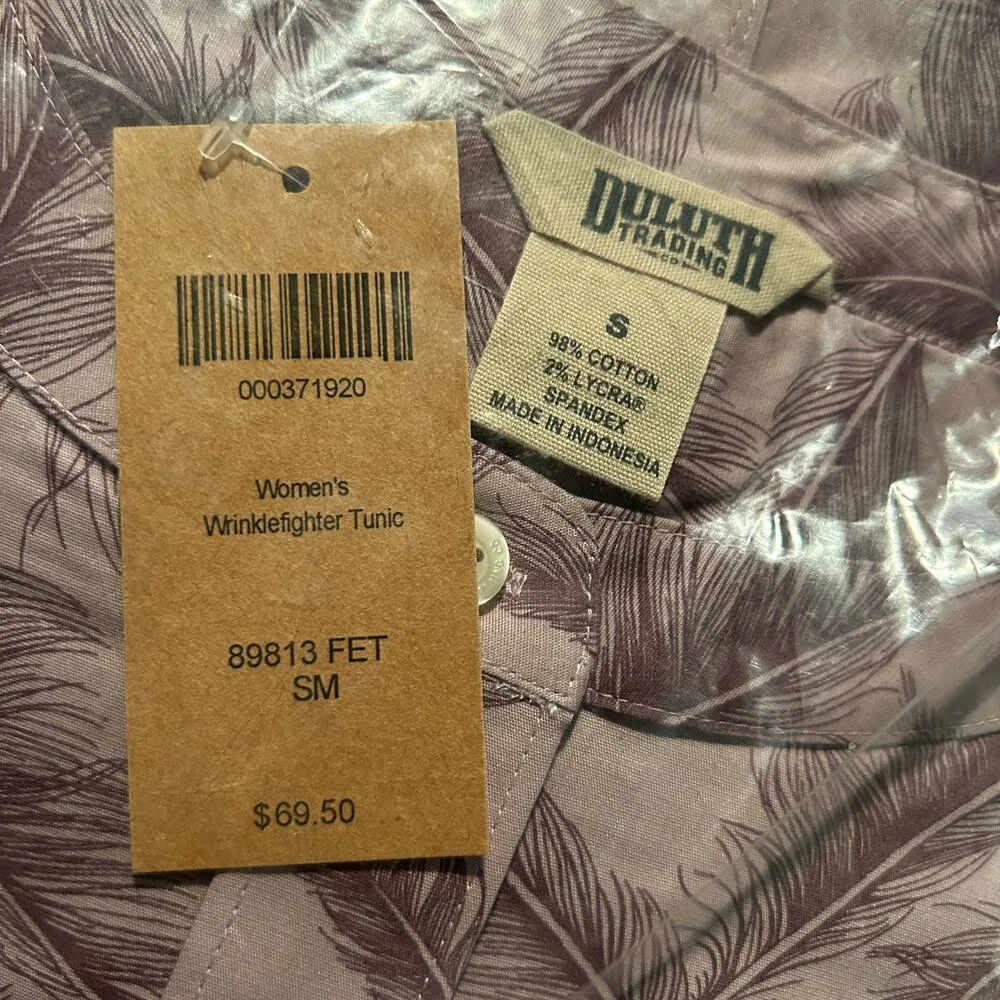 000371920
Women's
Wrinklefighter Tunic
89813 FET
SM
$69.50
DULUTH
TRADING
CO
S
98% COTTON
2% LYCRA®
SPANDEX
MADE IN INDONESIA